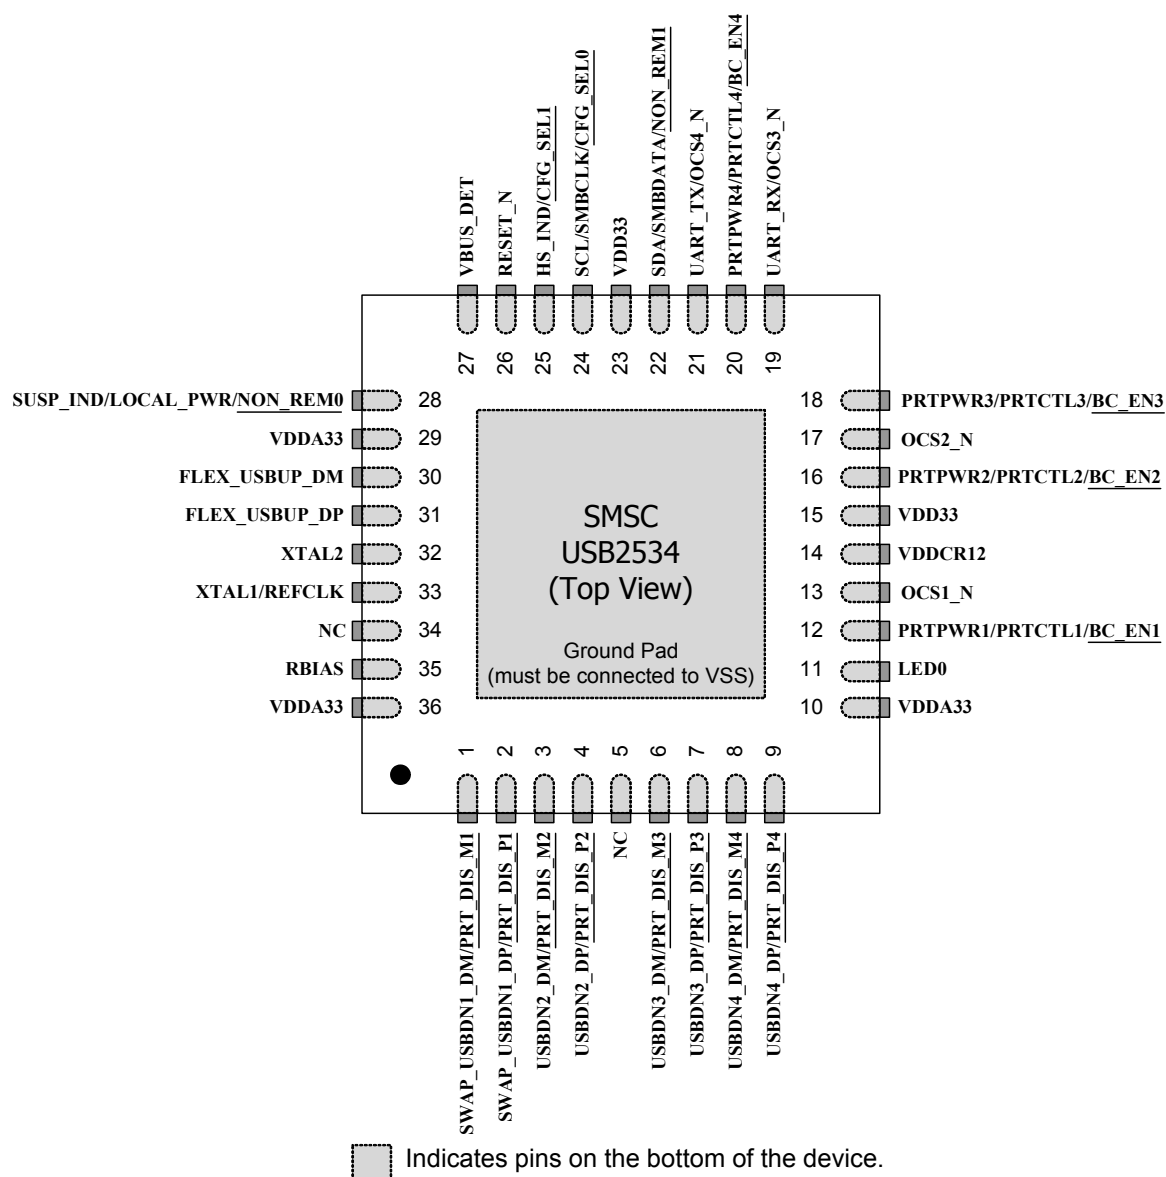 VBUS_DET
RESET_N
HS_IND/CFG_SEL1
SCL/SMBCLK/CFG_SEL0
VDD33
SDA/SMBDATA/NON_REM1
UART_TX/OCS4_N
PRTPWR4/PRTCTL4/BC_EN4
UART_RX/OCS3_N
27
26
25
24
23
22
21
20
19
SUSP_IND/LOCAL_PWR/NON_REM0 28
VDDA33 29
FLEX_USBUP_DM 30
FLEX_USBUP_DP 31
XTAL2 32
XTAL1/REFCLK 33
NC 34
RBIAS 35
VDDA33 36
SMSC
USB2534
(Top View)
Ground Pad
(must be connected to VSS)
18 PRTPWR3/PRTCTL3/BC_EN3
17 OCS2_N
16 PRTPWR2/PRTCTL2/BC_EN2
15 VDD33
14 VDDCR12
13 OCS1_N
12 PRTPWR1/PRTCTL1/BC_EN1
11 LED0
10 VDDA33
1
2
3
4
5
6
7
8
9
SWAP_USBDN1_DM/PRT_DIS_M1
SWAP_USBDN1_DP/PRT_DIS_P1
USBDN2_DM/PRT_DIS_M2
USBDN2_DP/PRT_DIS_P2
NC
USBDN3_DM/PRT_DIS_M3
USBDN3_DP/PRT_DIS_P3
USBDN4_DM/PRT_DIS_M4
USBDN4_DP/PRT_DIS_P4
Indicates pins on the bottom of the device.